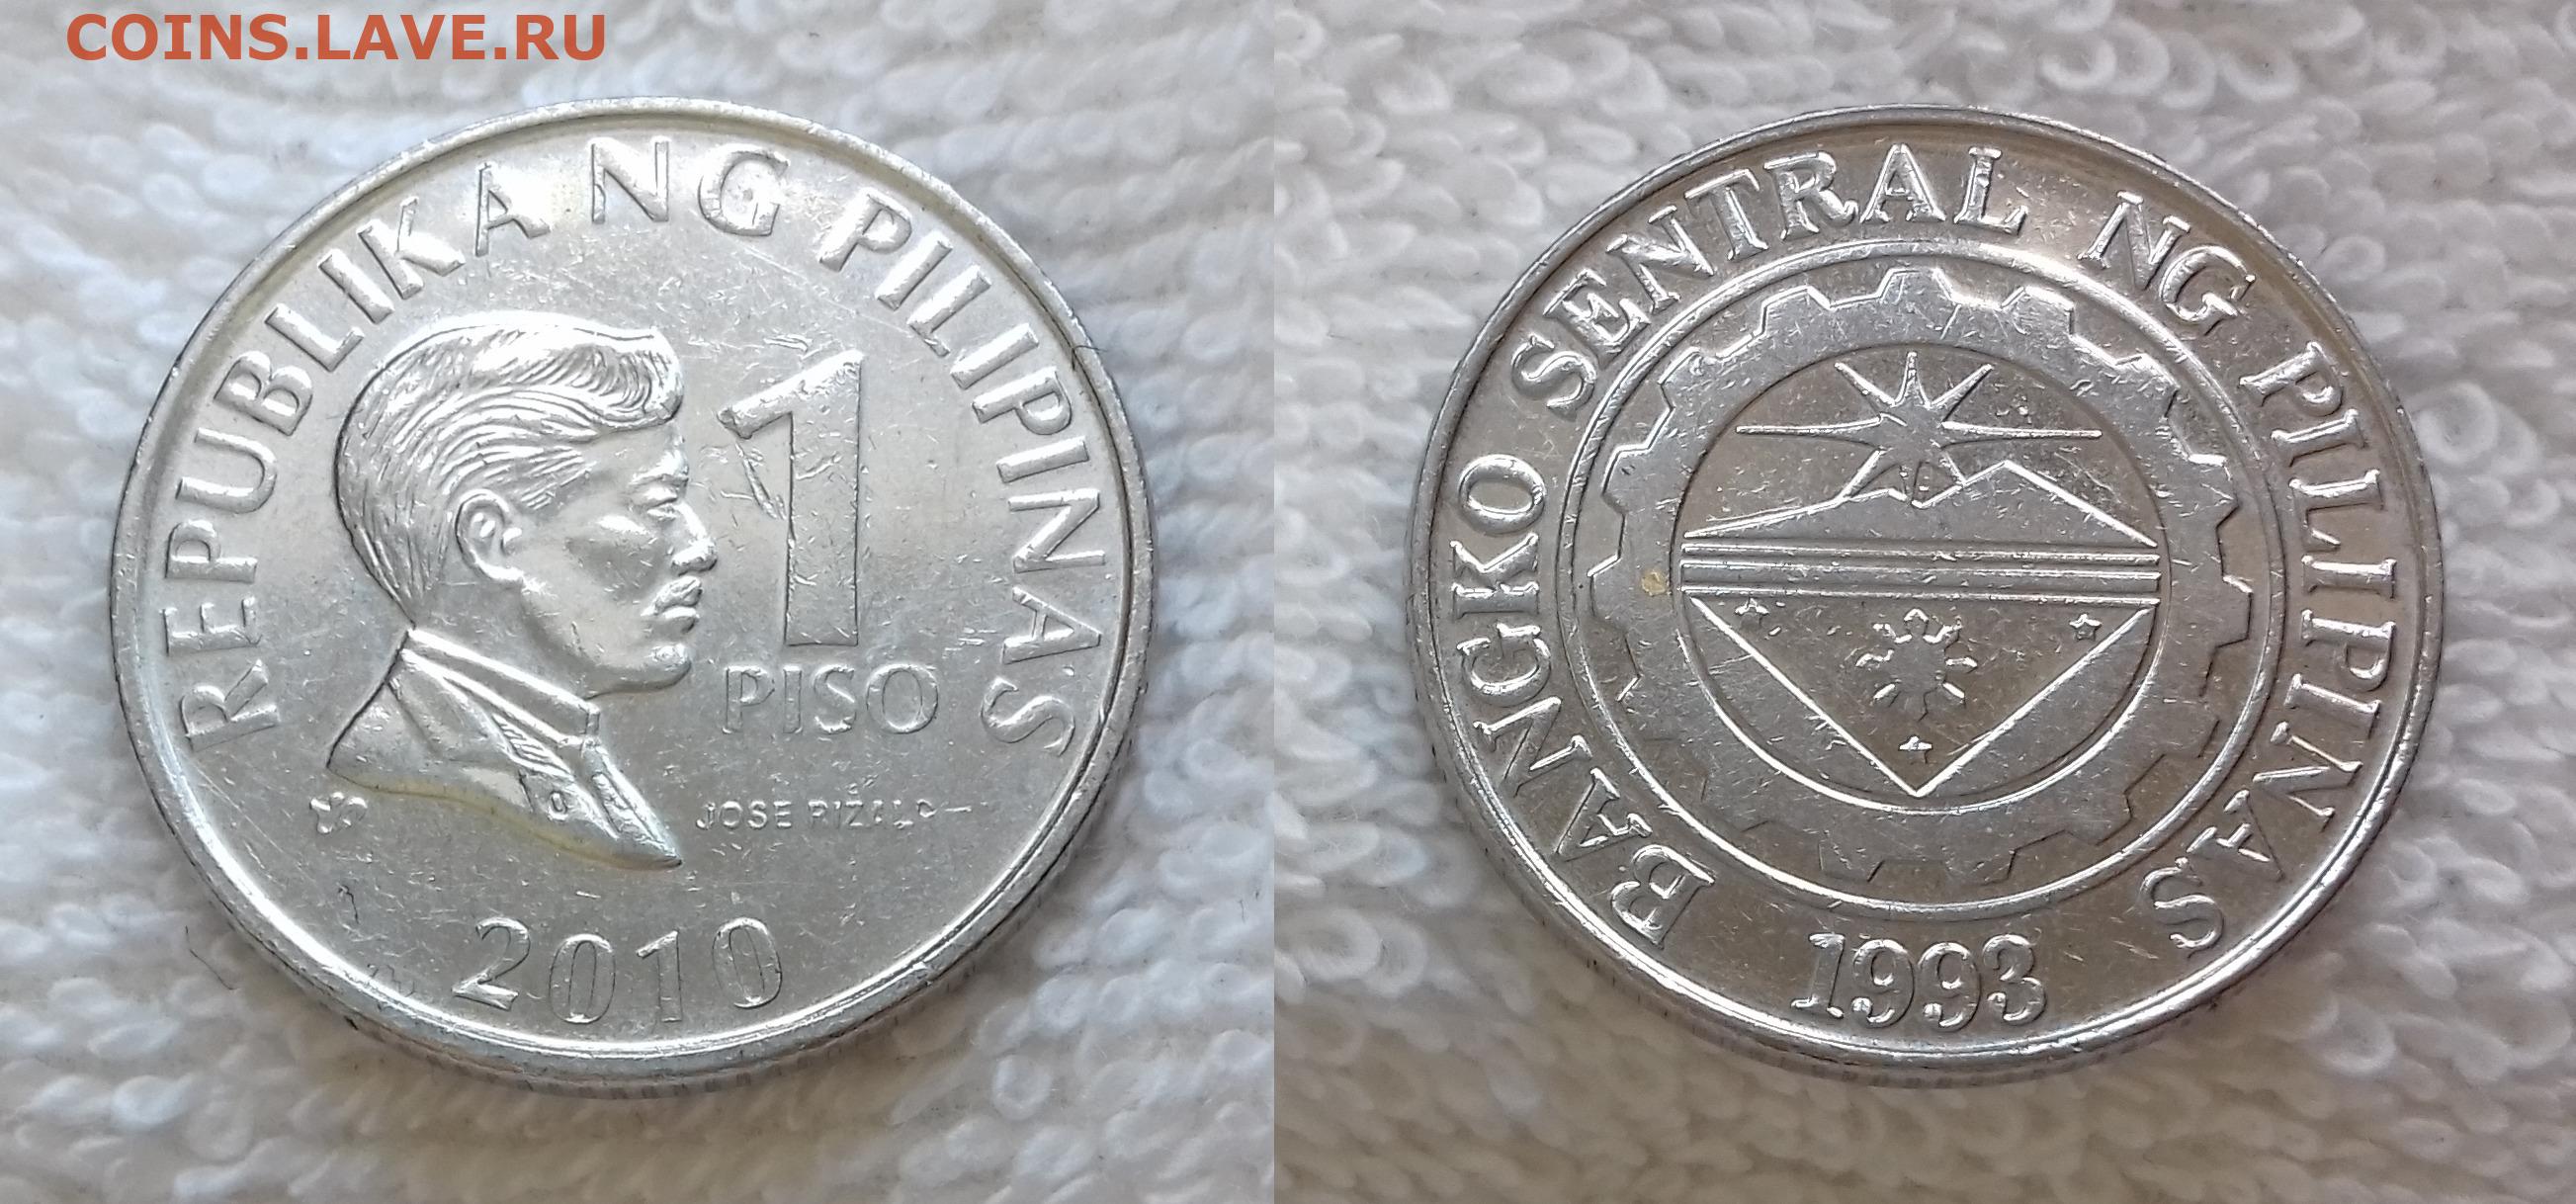 COINS.LAVE.RU
REPUBLIKA NG PILIPINAS
1
PISO
JOSE RIZAL
2010
BANGKO SENTRAL NG PILIPINAS
1993